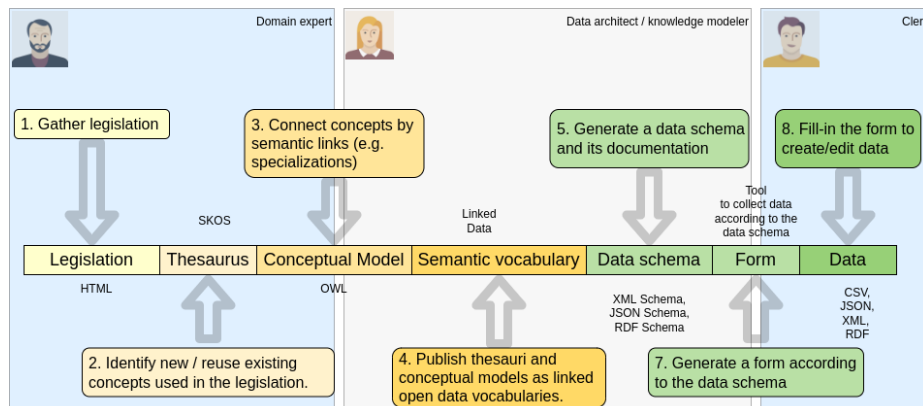 Domain expert
Data architect / knowledge modeler
Cler
1. Gather legislation
3. Connect concepts by
semantic links (e.g.
specializations)
5. Generate a data schema
and its documentation
8. Fill-in the form to
create/edit data
SKOS
Linked
Data
Tool
to collect data
according to the
data schema
Legislation
Thesaurus
Conceptual Model
Semantic vocabulary
Data schema
Form
Data
HTML
OWL
XML Schema,
JSON Schema,
RDF Schema
CSV,
JSON,
XML,
RDF
2. Identify new / reuse existing
concepts used in the legislation.
4. Publish thesauri and
conceptual models as linked
open data vocabularies.
7. Generate a form according
to the data schema